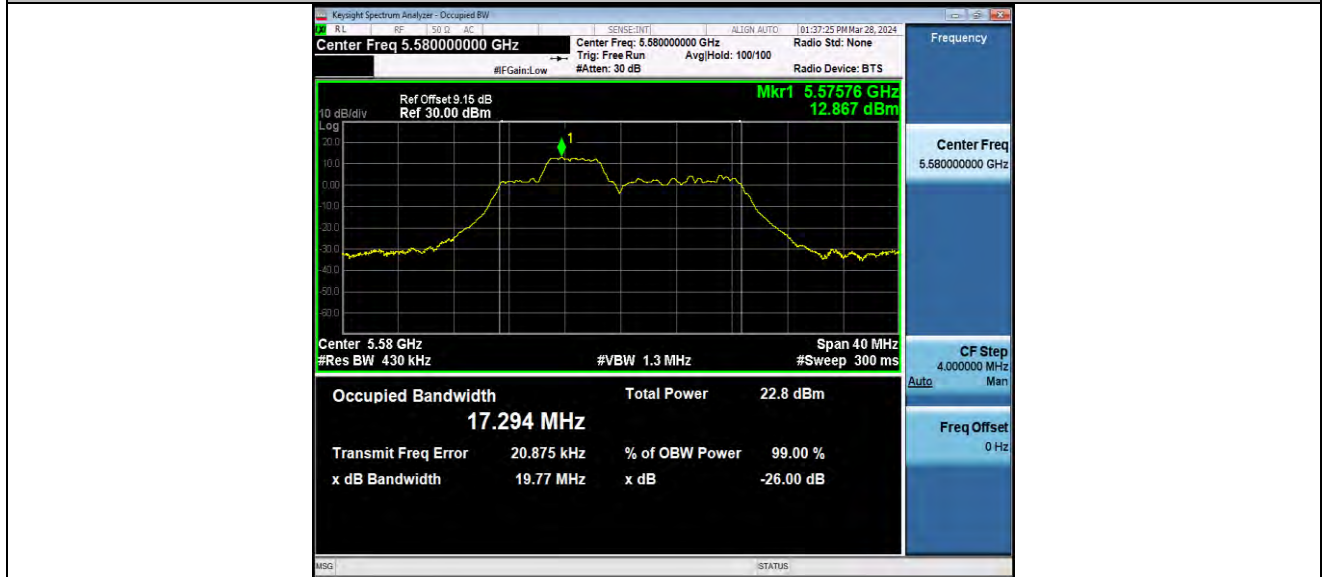 Keysight Spectrum Analyzer - Occupied BW
RL RF 50 Ω AC SENSE:INT ALIGN AUTO 01:37:25 PM Mar 28, 2024
Center Freq 5.580000000 GHz
Center Freq: 5.580000000 GHz
Radio Std: None
Trig: Free Run Avg|Hold: 100/100
#IFGain:Low
#Atten: 30 dB
Radio Device: BTS
Frequency
Mkr1 5.57576 GHz
12.867 dBm
Ref Offset 9.15 dB
10 dB/div Ref 30.00 dBm
Log
20.0
10.0
0.00
-10.0
-20.0
-30.0
-40.0
-50.0
-60.0
1
Center 5.58 GHz
Span 40 MHz
#Res BW 430 kHz
#VBW 1.3 MHz
#Sweep 300 ms
Center Freq
5.580000000 GHz
CF Step
4.000000 MHz
Auto Man
Freq Offset
0 Hz
Occupied Bandwidth
17.294 MHz
Total Power 22.8 dBm
Transmit Freq Error 20.875 kHz % of OBW Power 99.00 %
x dB Bandwidth 19.77 MHz x dB -26.00 dB
MSG STATUS